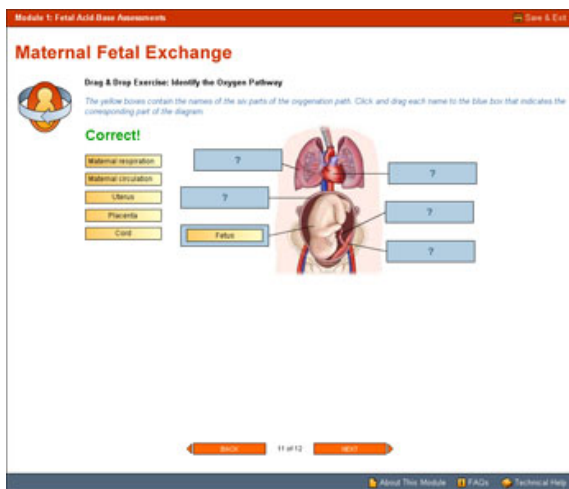 Module 1: Fetal Acid-Base Assessments
Save & Exit
Maternal Fetal Exchange
Drag & Drop Exercise: Identify the Oxygen Pathway
The yellow boxes contain the names of the six parts of the oxygenation path. Click and drag each name to the blue box that indicates the
corresponding part of the diagram.
Correct!
Maternal respiration
Maternal circulation
Uterus
Placenta
Cord
?
?
Fetus
?
?
?
BACK
11 of 12
NEXT
About This Module
FAQs
Technical Help